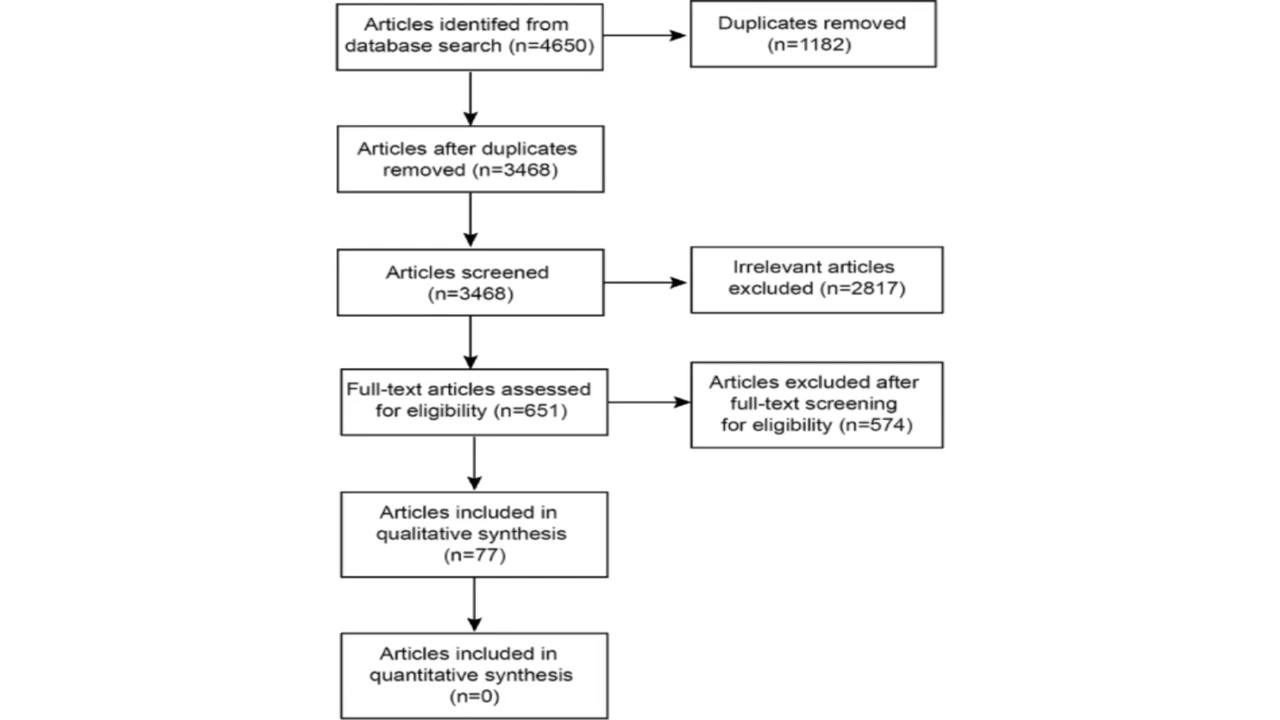 Articles identifed from
database search (n=4650)
Duplicates removed
(n=1182)
Articles after duplicates
removed (n=3468)
Articles screened
(n=3468)
Irrelevant articles
excluded (n=2817)
Full-text articles assessed
for eligibility (n=651)
Articles excluded after
full-text screening
for eligibility (n=574)
Articles included in
qualitative synthesis
(n=77)
Articles included in
quantitative synthesis
(n=0)